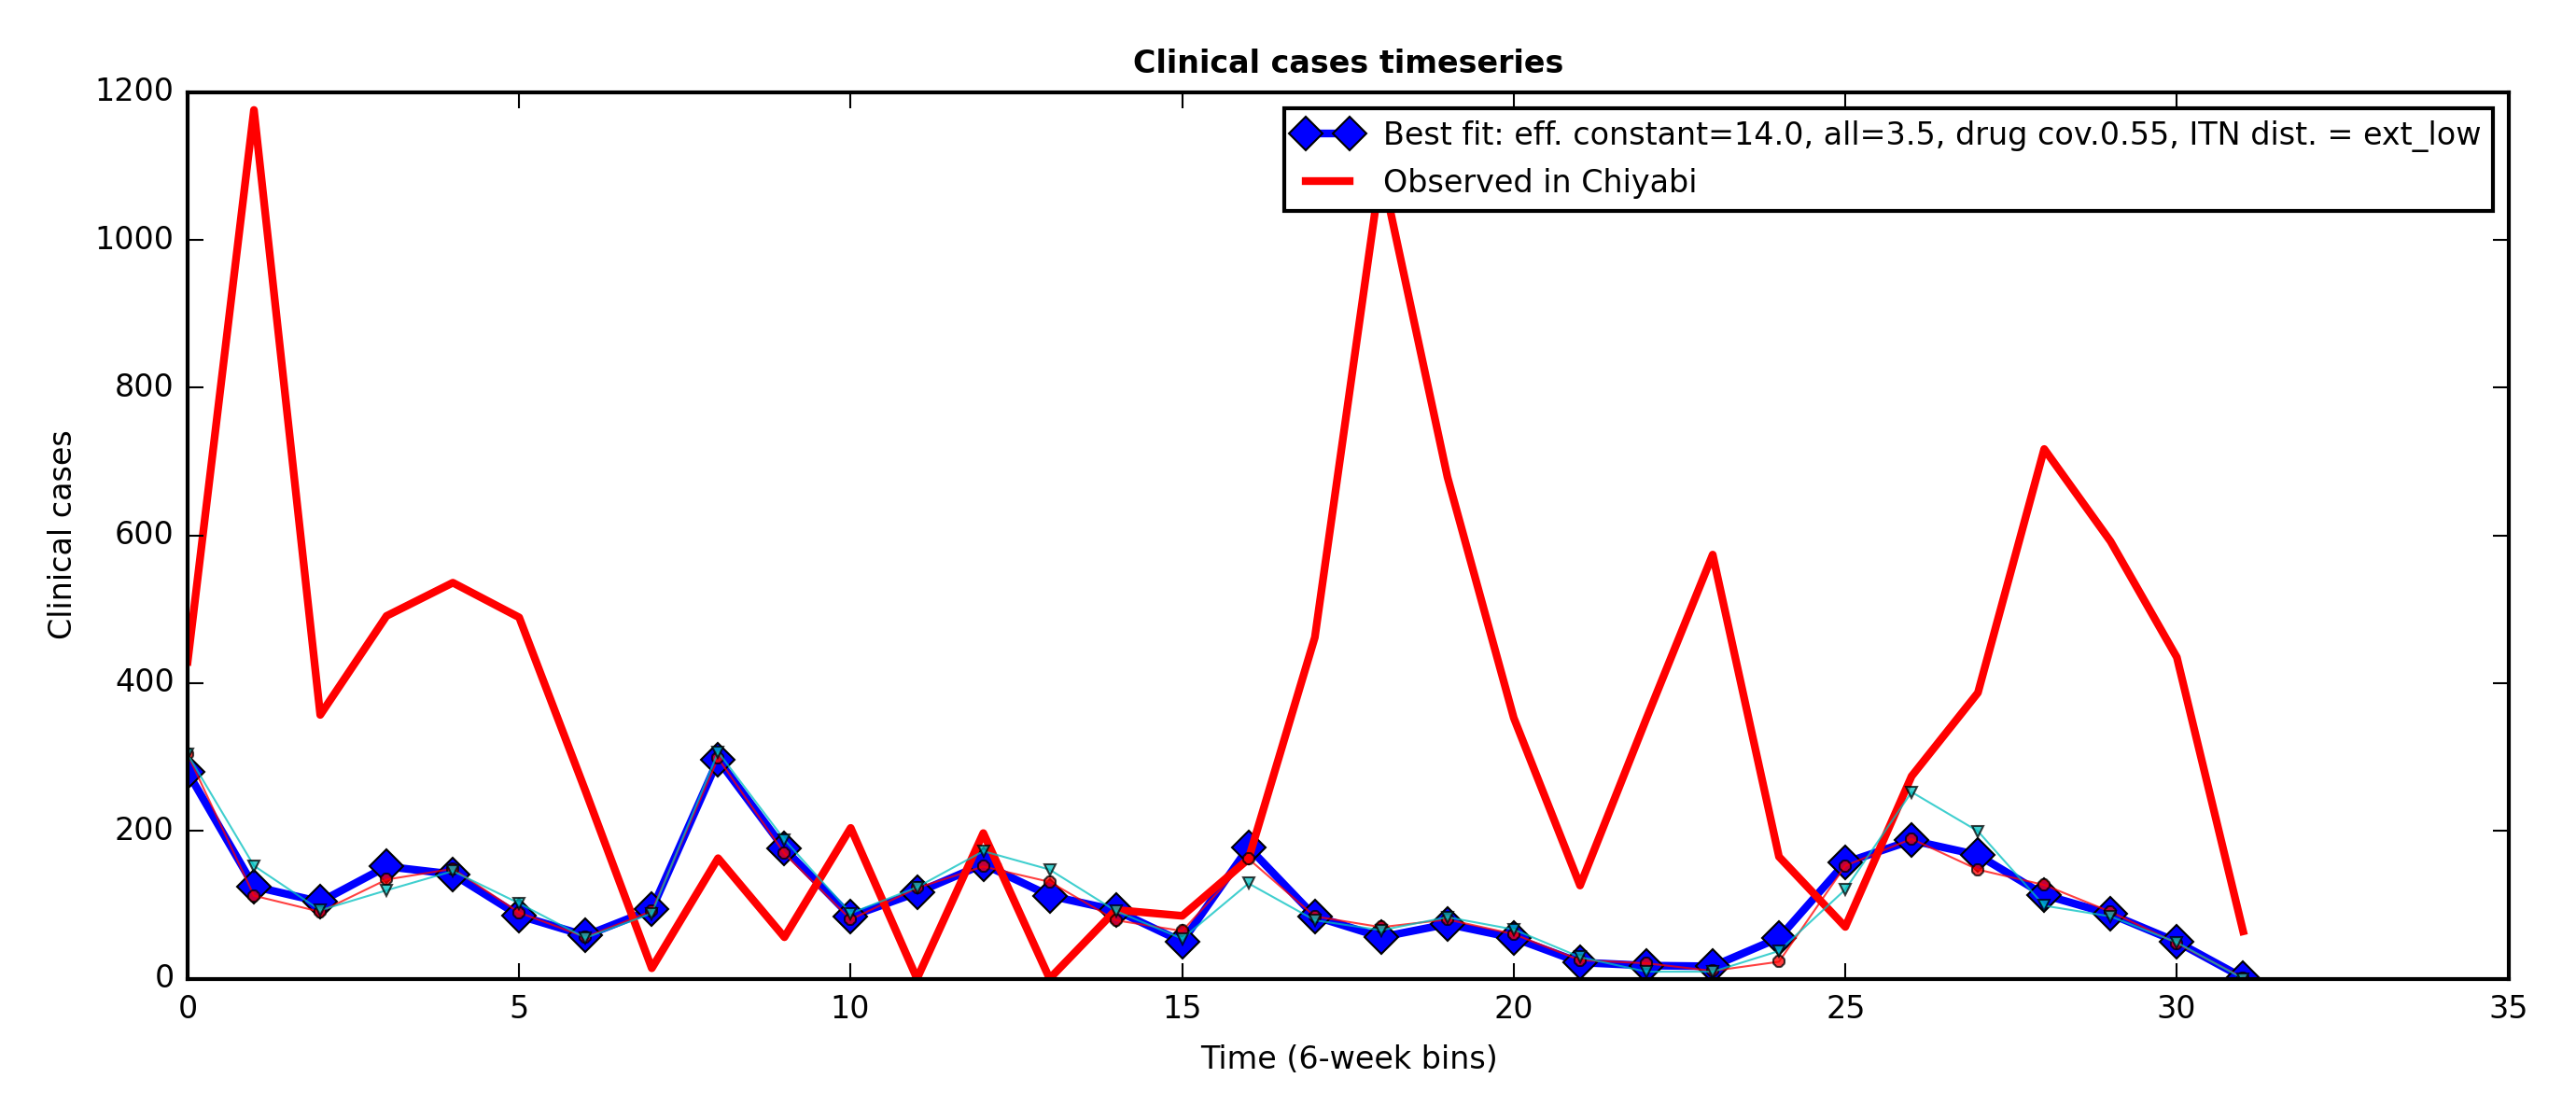 Clinical cases timeseries
1200
1000
800
600
400
200
0
Clinical cases
Best fit: eff. constant=14.0, all=3.5, drug cov.0.55, ITN dist. = ext_low
Observed in Chiyabi
0 5 10 15 20 25 30 35
Time (6-week bins)